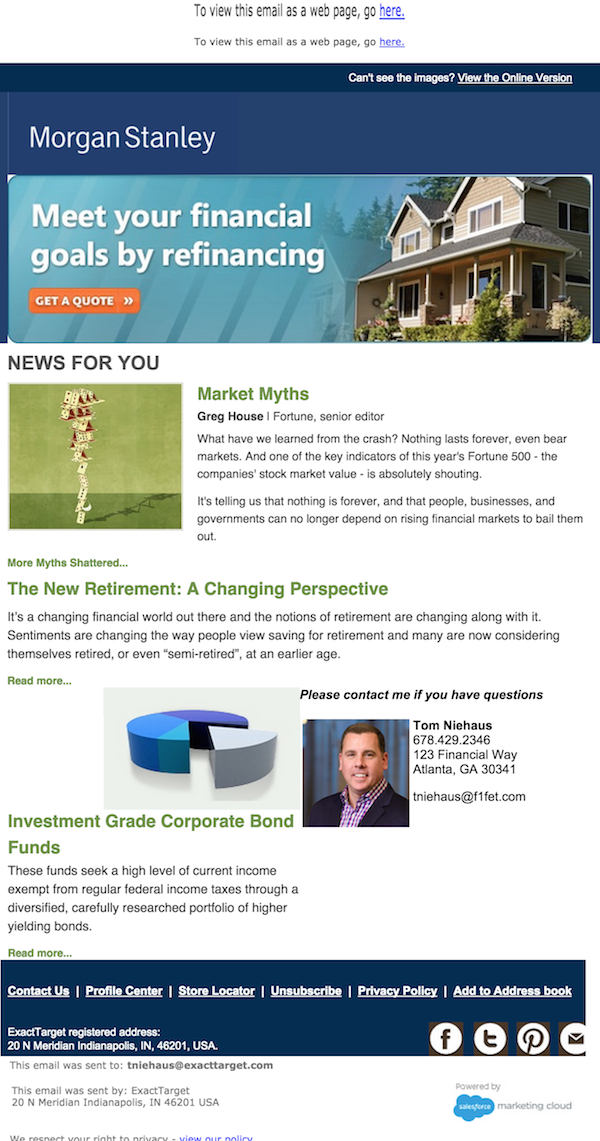 To view this email as a web page, go here.
To view this email as a web page, go here.
Can't see the images? View the Online Version
Morgan Stanley
Meet your financial
goals by refinancing
GET A QUOTE »
NEWS FOR YOU
Market Myths
Greg House | Fortune, senior editor
What have we learned from the crash? Nothing lasts forever, even bear
markets. And one of the key indicators of this year's Fortune 500 - the
companies' stock market value - is absolutely shouting.
It's telling us that nothing is forever, and that people, businesses, and
governments can no longer depend on rising financial markets to bail them
out.
More Myths Shattered...
The New Retirement: A Changing Perspective
It's a changing financial world out there and the notions of retirement are changing along with it.
Sentiments are changing the way people view saving for retirement and many are now considering
themselves retired, or even “semi-retired”, at an earlier age.
Read more...
Please contact me if you have questions
Tom Niehaus
678.429.2346
123 Financial Way
Atlanta, GA 30341
tniehaus@f1fet.com
Investment Grade Corporate Bond
Funds
These funds seek a high level of current income
exempt from regular federal income taxes through a
diversified, carefully researched portfolio of higher
yielding bonds.
Read more...
Contact Us | Profile Center | Store Locator | Unsubscribe | Privacy Policy | Add to Address book
ExactTarget registered address:
20 N Meridian Indianapolis, IN, 46201, USA.
This email was sent to: tniehaus@exacttarget.com
This email was sent by: ExactTarget
20 N Meridian Indianapolis, IN 46201 USA
Powered by
salesforce marketing cloud
We respect your right to privacy - view our policy